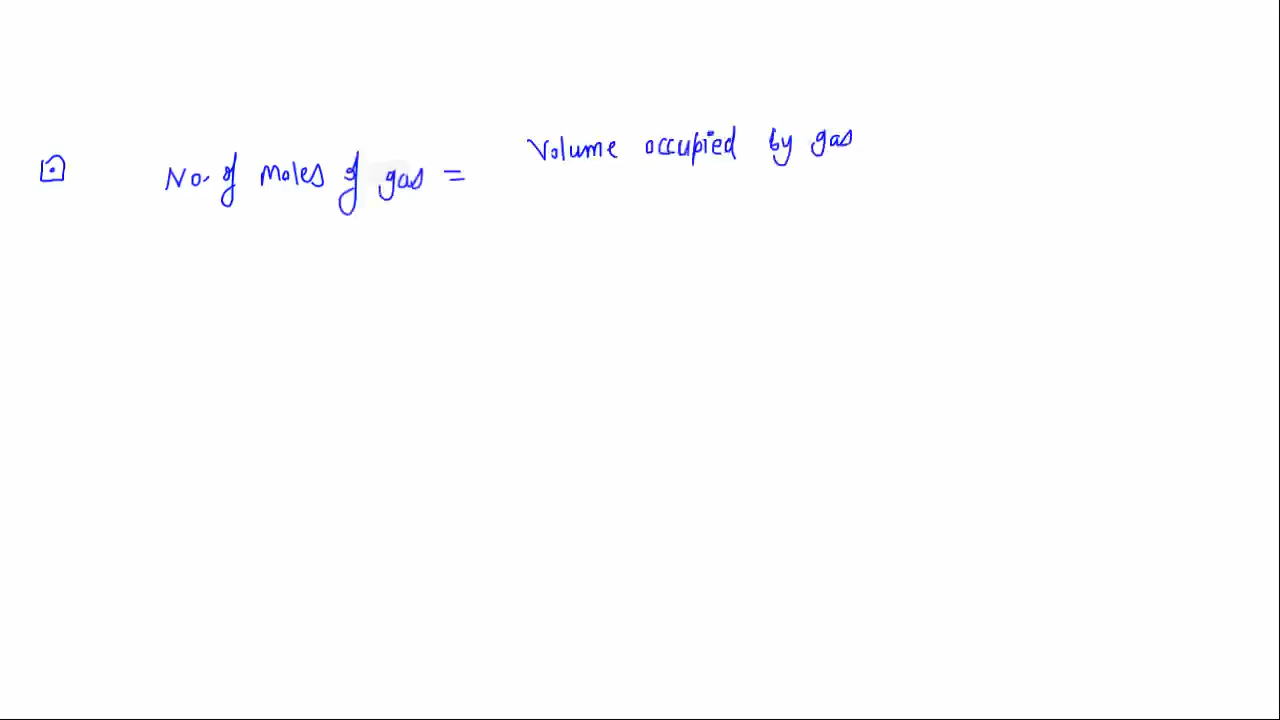 No. of moles of gas =
Volume occupied by gas